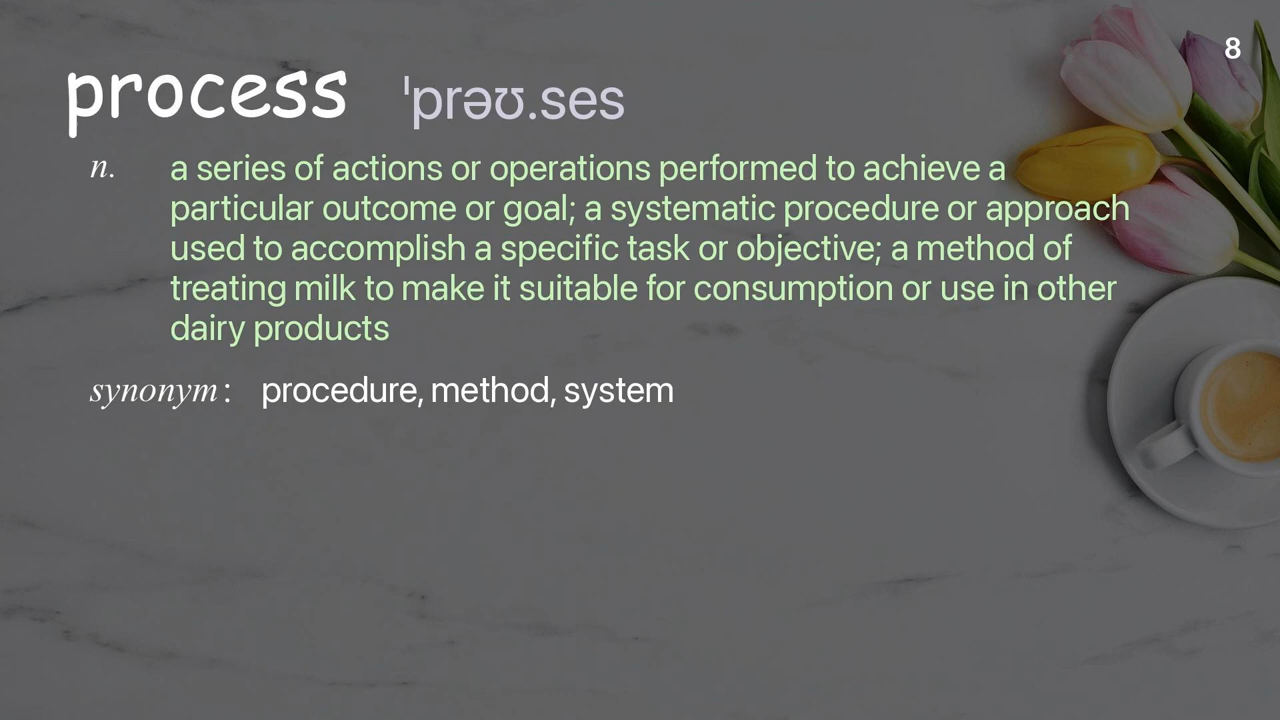 8
process ˈprəʊ.ses
n. a series of actions or operations performed to achieve a
particular outcome or goal; a systematic procedure or approach
used to accomplish a specific task or objective; a method of
treating milk to make it suitable for consumption or use in other
dairy products
synonym: procedure, method, system